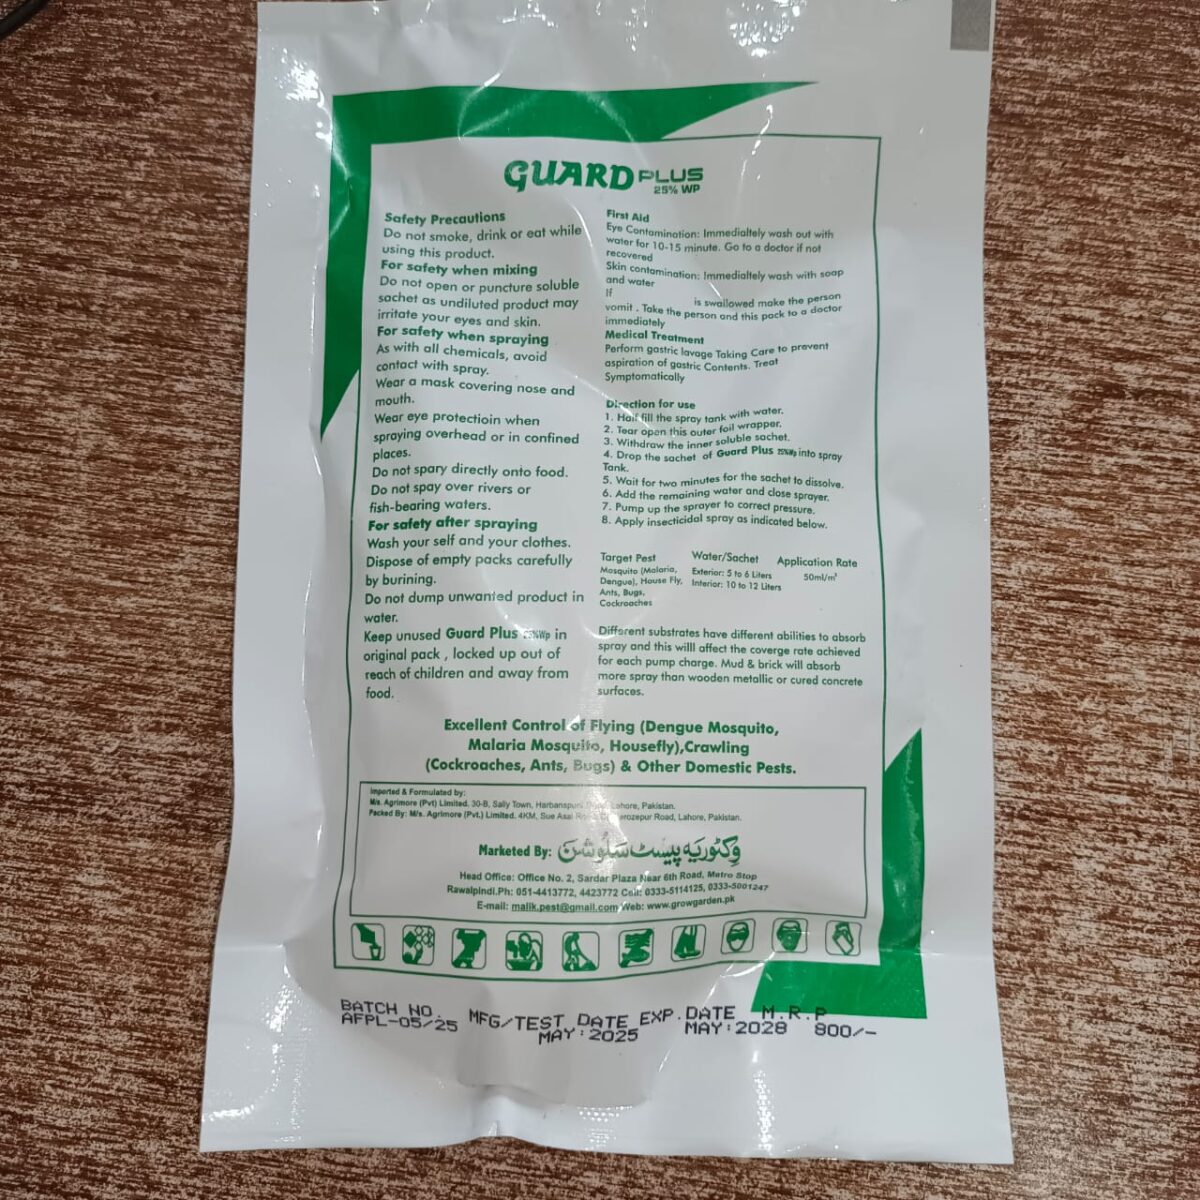 GUARD PLUS
25% WP
Safety Precautions
Do not smoke, drink or eat while
using this product.
For safety when mixing
Do not open or puncture soluble
sachet as undiluted product may
irritate your eyes and skin.
For safety when spraying
As with all chemicals, avoid
contact with spray.
Wear a mask covering nose and
mouth.
Wear eye protectioin when
spraying overhead or in confined
places.
Do not spary directly onto food.
Do not spay over rivers or
fish-bearing waters.
For safety after spraying
Wash your self and your clothes.
Dispose of empty packs carefully
by burining.
Do not dump unwanted product in
water.
Keep unused Guard Plus 25%Wp in
original pack , locked up out of
reach of children and away from
food.
First Aid
Eye Contamination: Immedialtely wash out with
water for 10-15 minute. Go to a doctor if not
recovered
Skin contamination: Immedialtely wash with soap
and water
If is swallowed make the person
vomit . Take the person and this pack to a doctor
immediately
Medical Treatment
Perform gastric lavage Taking Care to prevent
aspiration of gastric Contents. Treat
Symptomatically
Direction for use
1. Half fill the spray tank with water.
2. Tear open this outer foil wrapper.
3. Withdraw the inner soluble sachet.
4. Drop the sachet of Guard Plus 25%Wp into spray
Tank.
5. Wait for two minutes for the sachet to dissolve.
6. Add the remaining water and close sprayer.
7. Pump up the sprayer to correct pressure.
8. Apply insecticidal spray as indicated below.
Target Pest Water/Sachet Application Rate
Mosquito (Malaria, Exterior: 5 to 6 Liters 50ml/m²
Dengue), House Fly, Interior: 10 to 12 Liters
Ants, Bugs,
Cockroaches
Different substrates have different abilities to absorb
spray and this willl affect the coverge rate achieved
for each pump charge. Mud & brick will absorb
more spray than wooden metallic or cured concrete
surfaces.
Excellent Control of Flying (Dengue Mosquito,
Malaria Mosquito, Housefly),Crawling
(Cockroaches, Ants, Bugs) & Other Domestic Pests.
Imported & Formulated by:
M/s. Agrimore (Pvt) Limited. 30-B, Sally Town, Harbanspura Road, Lahore, Pakistan.
Packed By: M/s. Agrimore (Pvt.) Limited. 4KM, Sue Asal Road, Ferozepur Road, Lahore, Pakistan.
Marketed By: وکٹوریہ پیسٹ سلوشن
Head Office: Office No. 2, Sardar Plaza Near 6th Road, Metro Stop
Rawalpindi.Ph: 051-4413772, 4423772 Cell: 0333-5114125, 0333-5001247
E-mail: malik.pest@gmail.com Web: www.growgarden.pk
BATCH NO. MFG/TEST DATE EXP.DATE M.R.P
AFPL-05/25 MAY:2025 MAY:2028 800/-